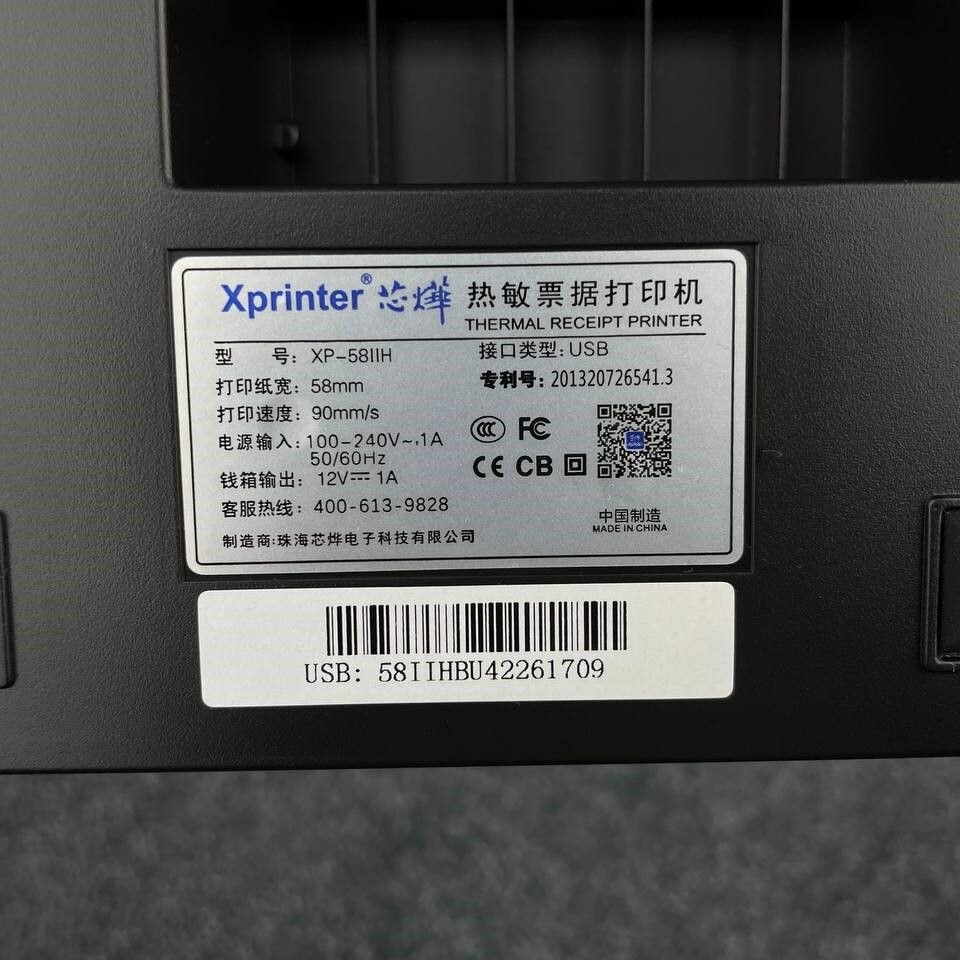 Xprinter® 芯烨 热敏票据打印机
THERMAL RECEIPT PRINTER
型 号: XP-58IIH
接口类型: USB
打印纸宽: 58mm
专利号: 201320726541.3
打印速度: 90mm/s
电源输入: 100-240V~,1A
50/60Hz
钱箱输出: 12V⎓1A
客服热线: 400-613-9828
制造商:珠海芯烨电子科技有限公司
CCC FC
CE CB
中国制造
MADE IN CHINA
USB: 58IIHBU42261709